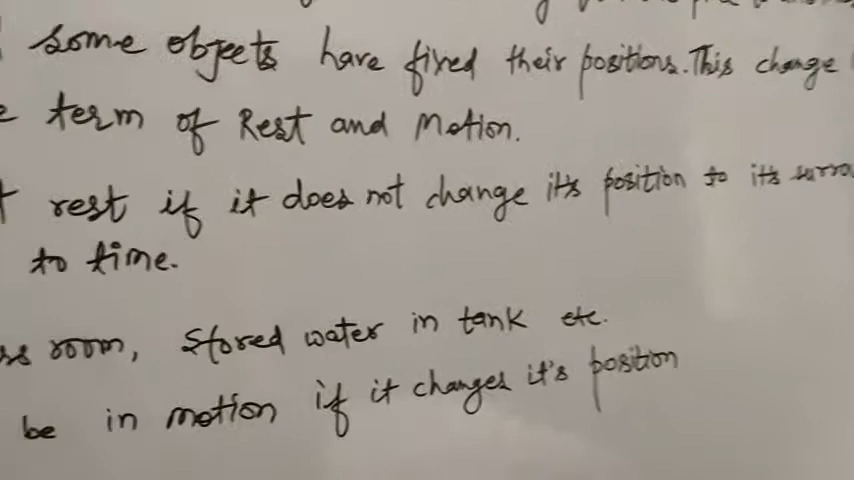 some objects have fixed their positions. This change
term of Rest and Motion.
rest if it does not change it's position to its
to time.
room, Stored water in tank etc.
be in motion if it changes it's position